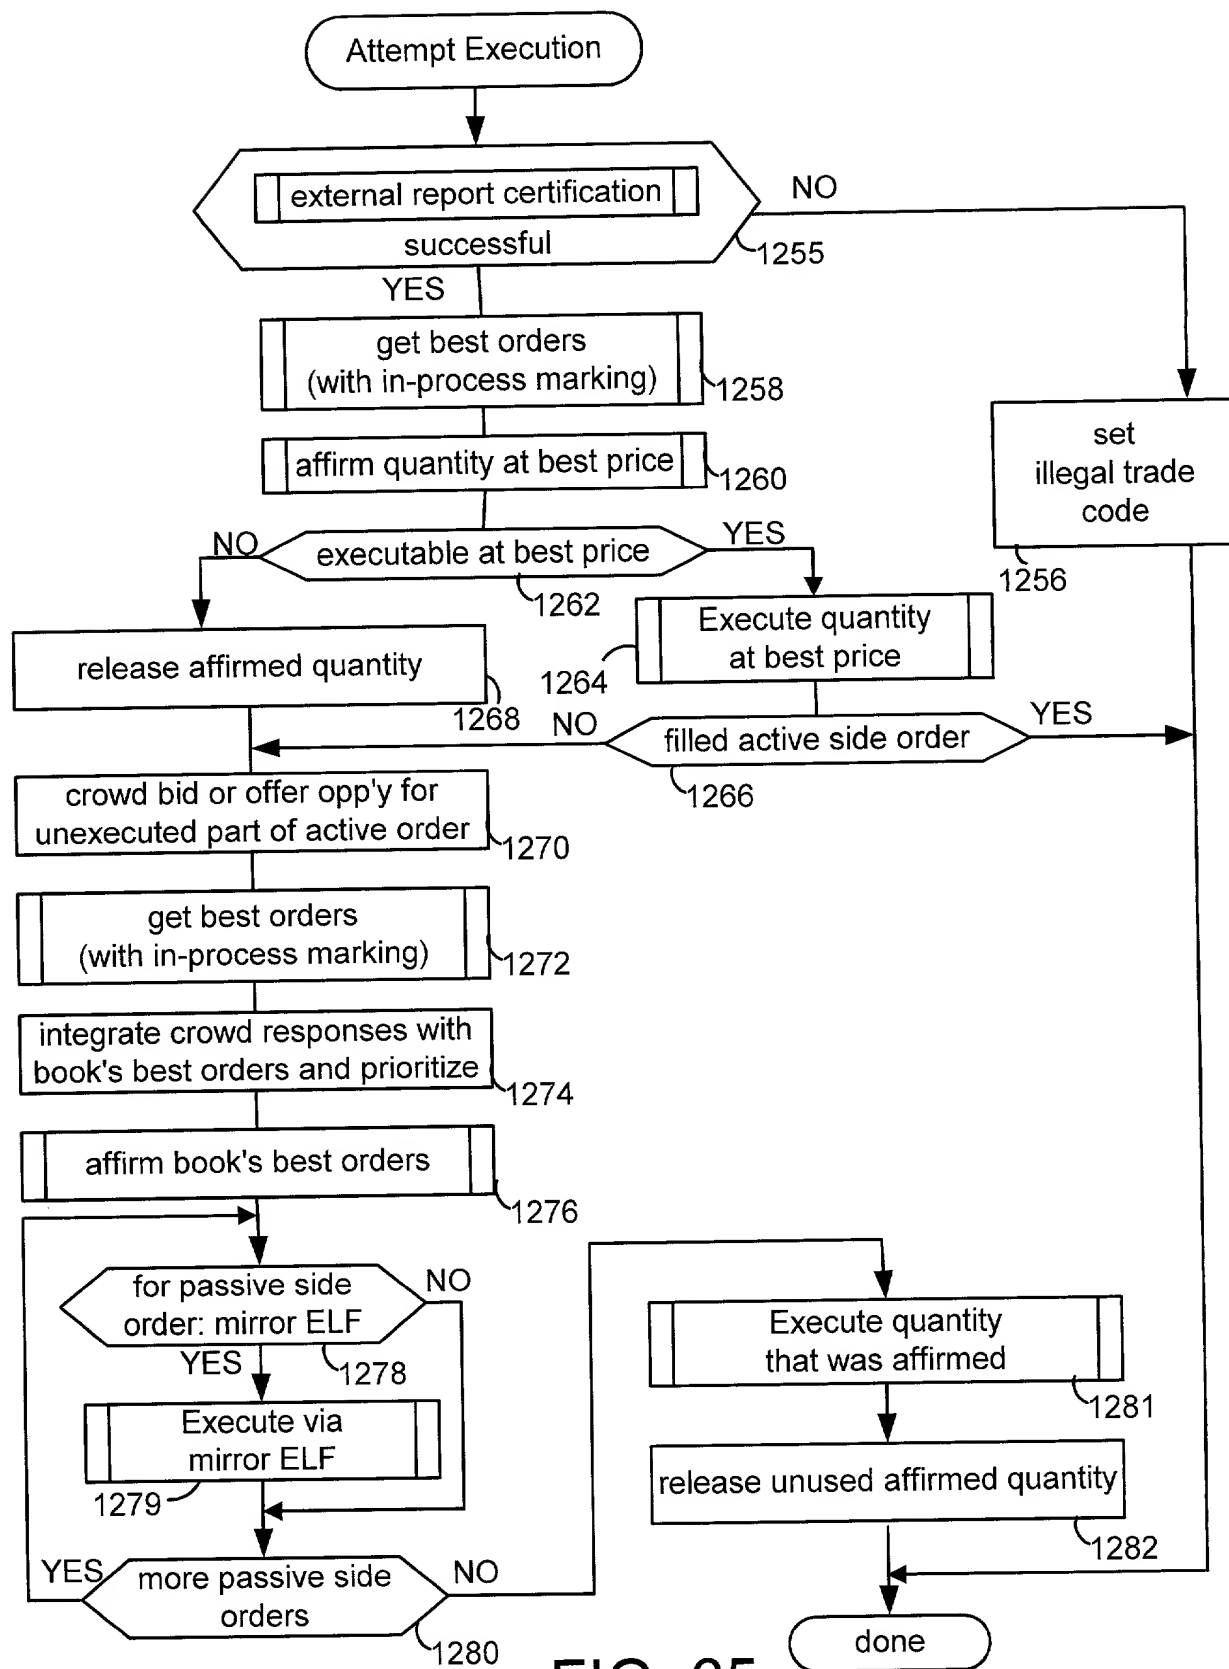 Attempt Execution
external report certification
successful
NO
1255
YES
get best orders
(with in-process marking)
1258
set
illegal trade
code
1256
affirm quantity at best price
1260
NO
executable at best price
YES
1262
Execute quantity
at best price
1264
release affirmed quantity
1268
NO
filled active side order
YES
1266
crowd bid or offer opp'y for
unexecuted part of active order
1270
get best orders
(with in-process marking)
1272
integrate crowd responses with
book's best orders and prioritize
1274
affirm book's best orders
1276
for passive side
order: mirror ELF
NO
YES
1278
Execute via
mirror ELF
1279
YES
more passive side
orders
NO
1280
Execute quantity
that was affirmed
1281
release unused affirmed quantity
1282
done